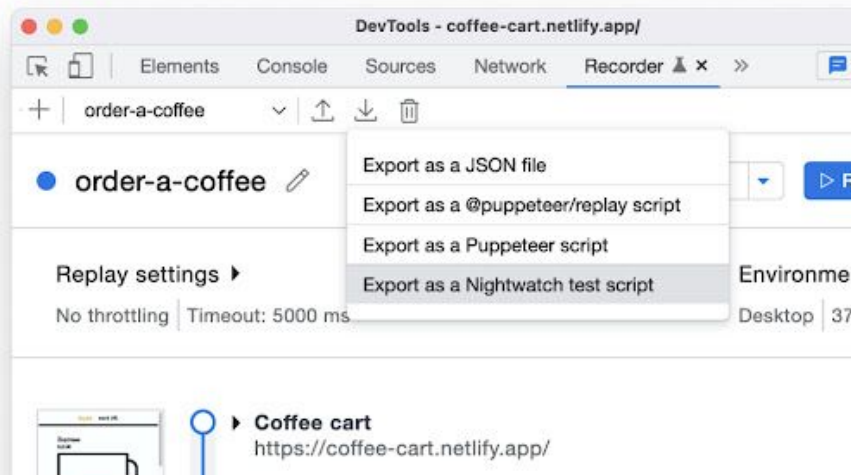 DevTools - coffee-cart.netlify.app/
Elements Console Sources Network Recorder
order-a-coffee
Export as a JSON file
order-a-coffee
Export as a @puppeteer/replay script
Export as a Puppeteer script
Replay settings
Export as a Nightwatch test script
Environme
No throttling Timeout: 5000 ms
Desktop 37
Coffee cart
https://coffee-cart.netlify.app/